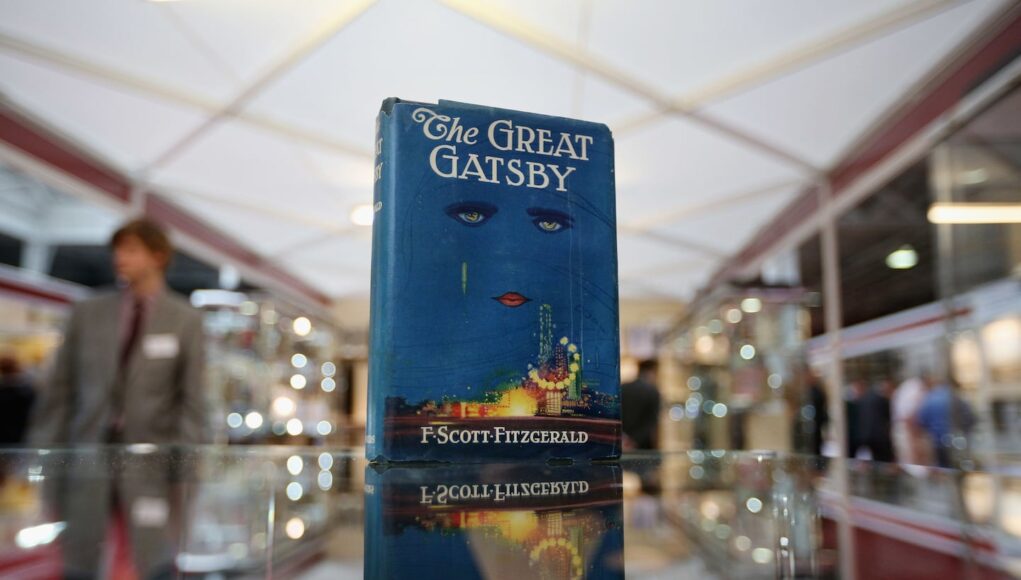 The GREAT
GATSBY
F·SCOTT·FITZGERALD